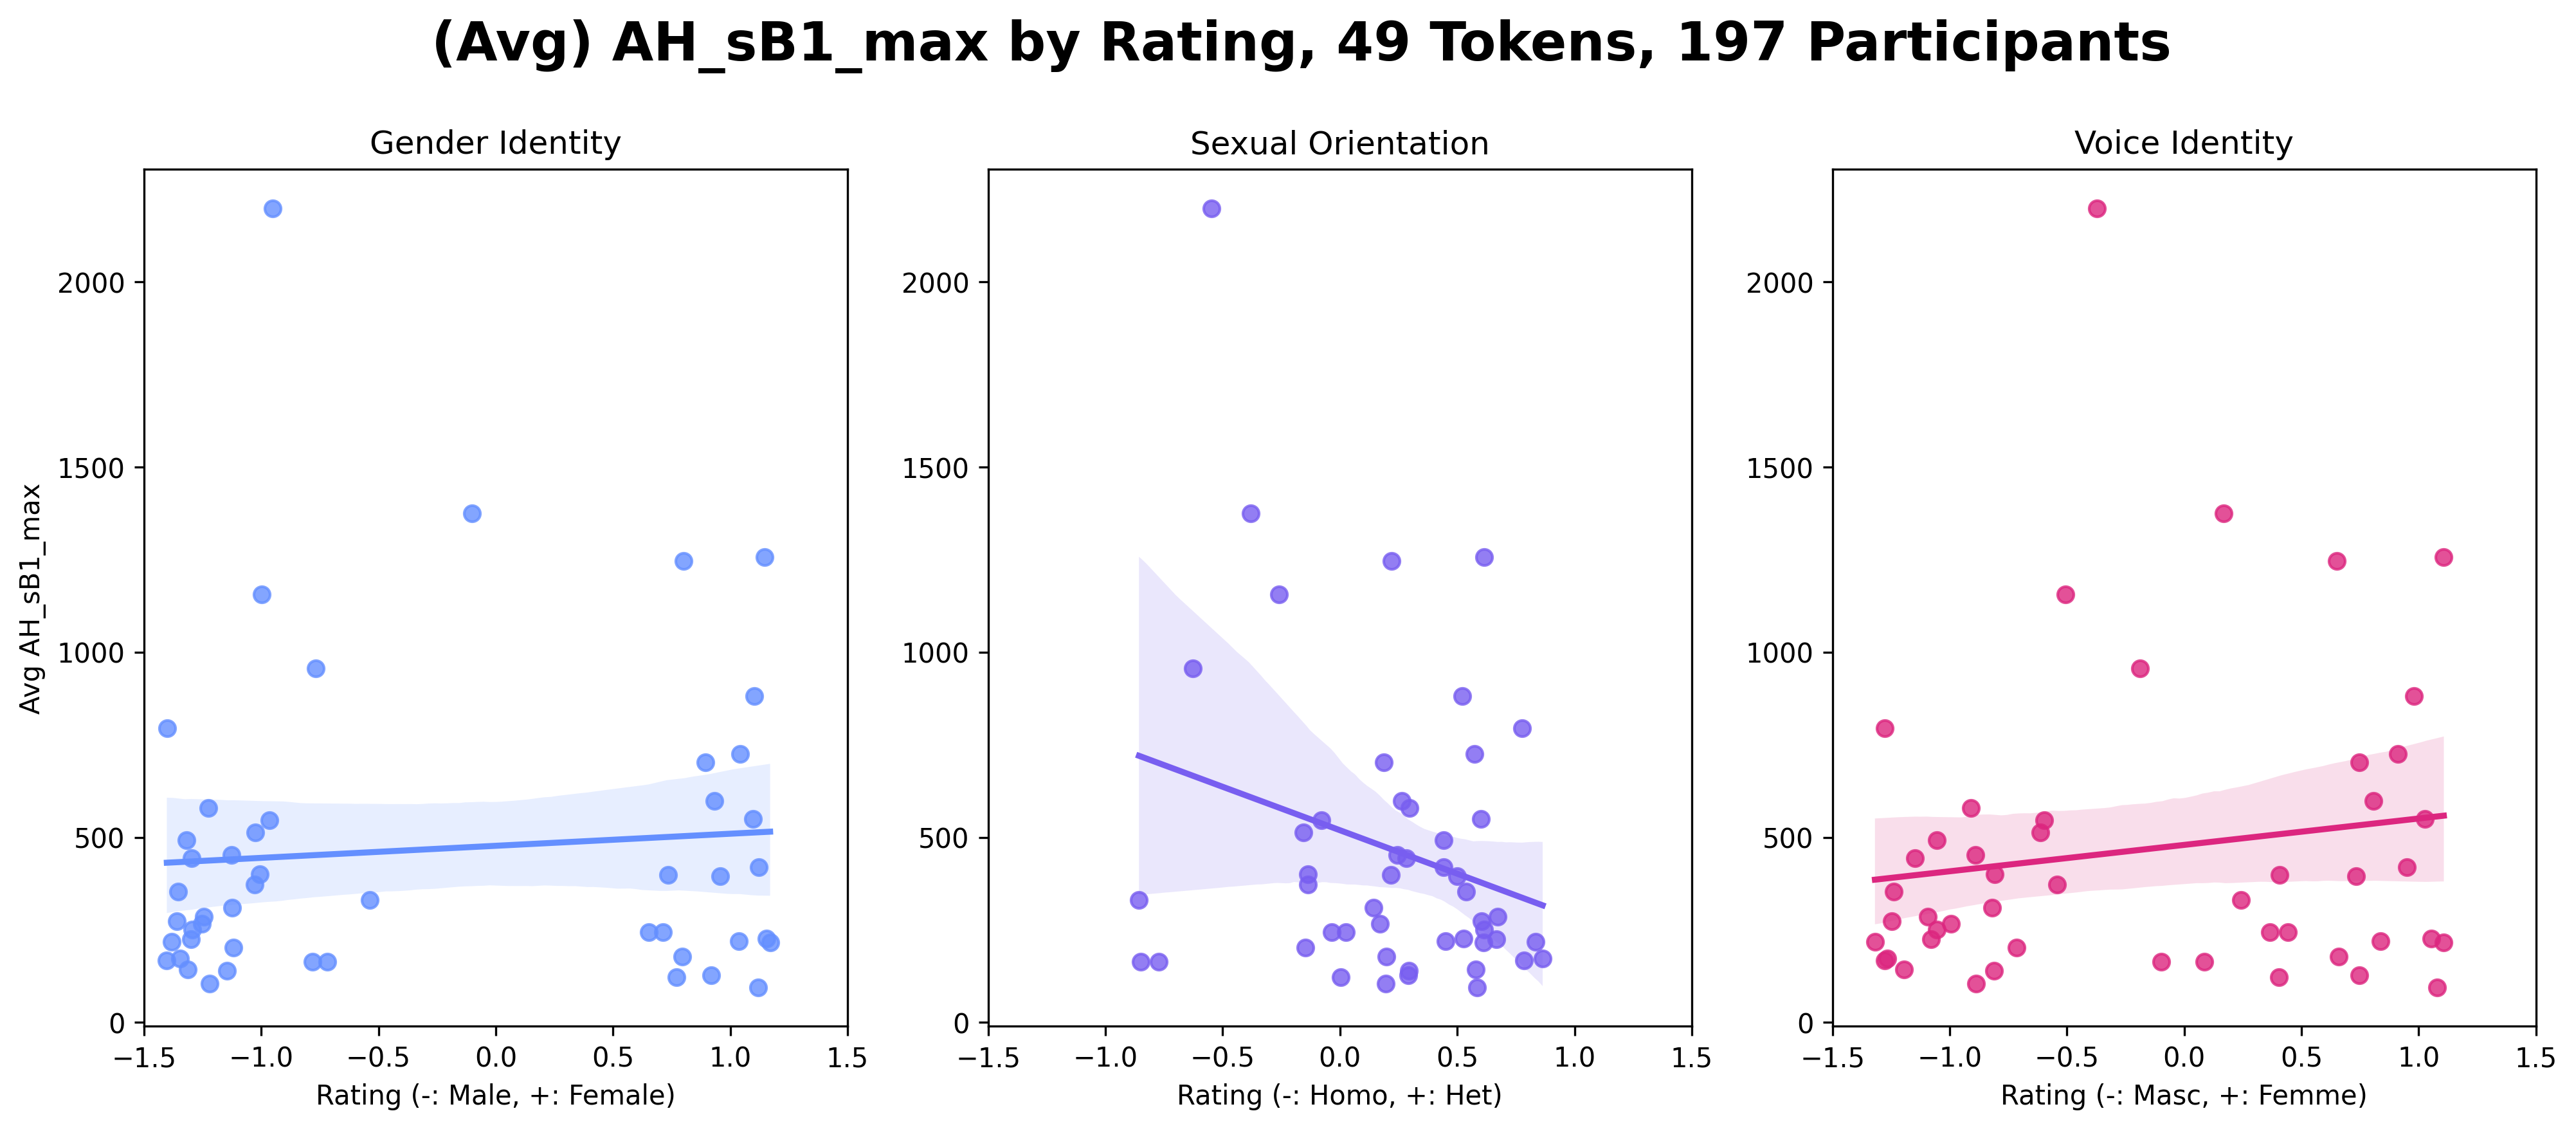 (Avg) AH_sB1_max by Rating, 49 Tokens, 197 Participants
Gender Identity
Sexual Orientation
Voice Identity
Avg AH_sB1_max
2000
1500
1000
500
0
−1.5 −1.0 −0.5 0.0 0.5 1.0 1.5
Rating (-: Male, +: Female)
2000
1500
1000
500
0
−1.5 −1.0 −0.5 0.0 0.5 1.0 1.5
Rating (-: Homo, +: Het)
2000
1500
1000
500
0
−1.5 −1.0 −0.5 0.0 0.5 1.0 1.5
Rating (-: Masc, +: Femme)